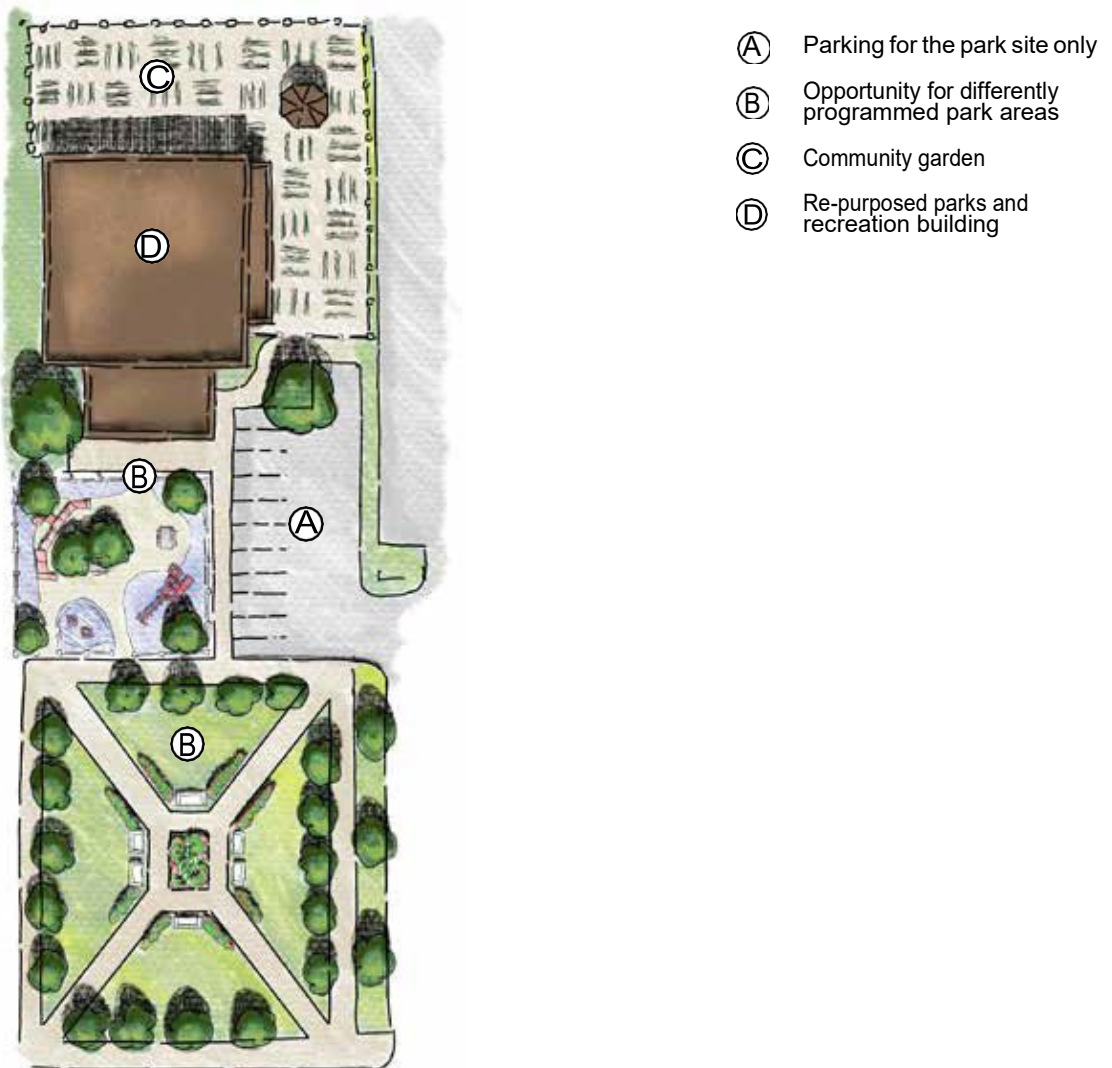 A Parking for the park site only
B Opportunity for differently
programmed park areas
C Community garden
D Re-purposed parks and
recreation building
C
D
B
A
B